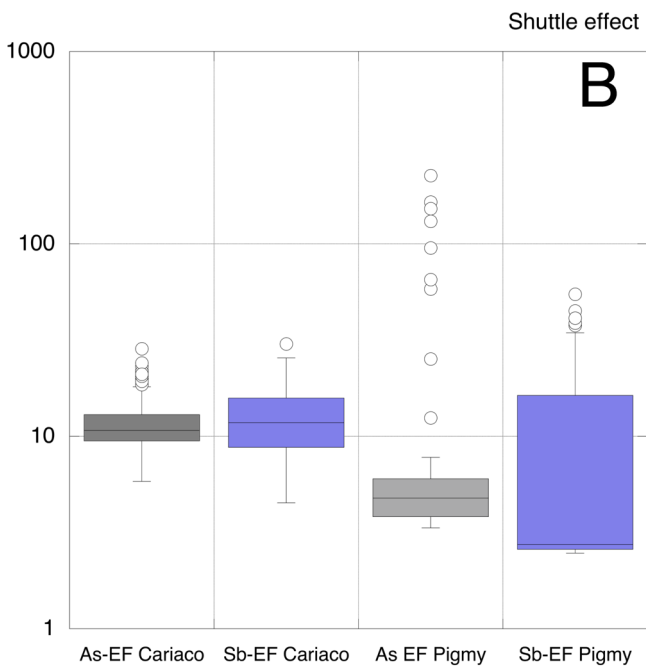 Shuttle effect
B
1000
100
10
1
As-EF Cariaco Sb-EF Cariaco As EF Pigmy Sb-EF Pigmy